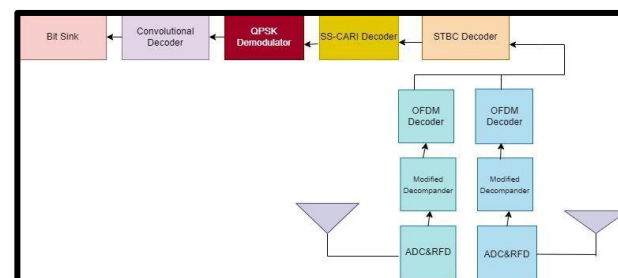 Bit Sink
Convolutional
Decoder
QPSK
Demodulator
SS-CARI Decoder
STBC Decoder
OFDM
Decoder
OFDM
Decoder
Modified
Decompander
Modified
Decompander
ADC&RFD
ADC&RFD